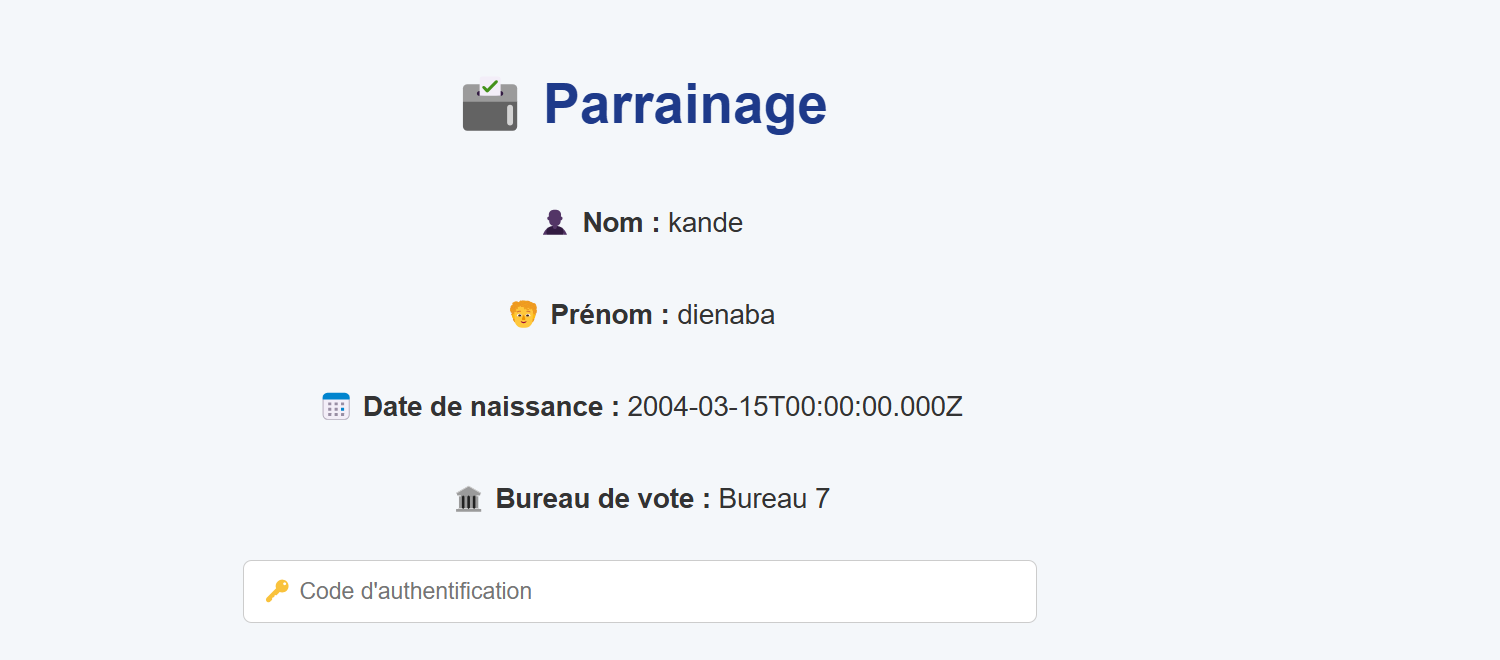 Parrainage
Nom : kande
Prénom : dienaba
Date de naissance : 2004-03-15T00:00:00.000Z
Bureau de vote : Bureau 7
Code d'authentification